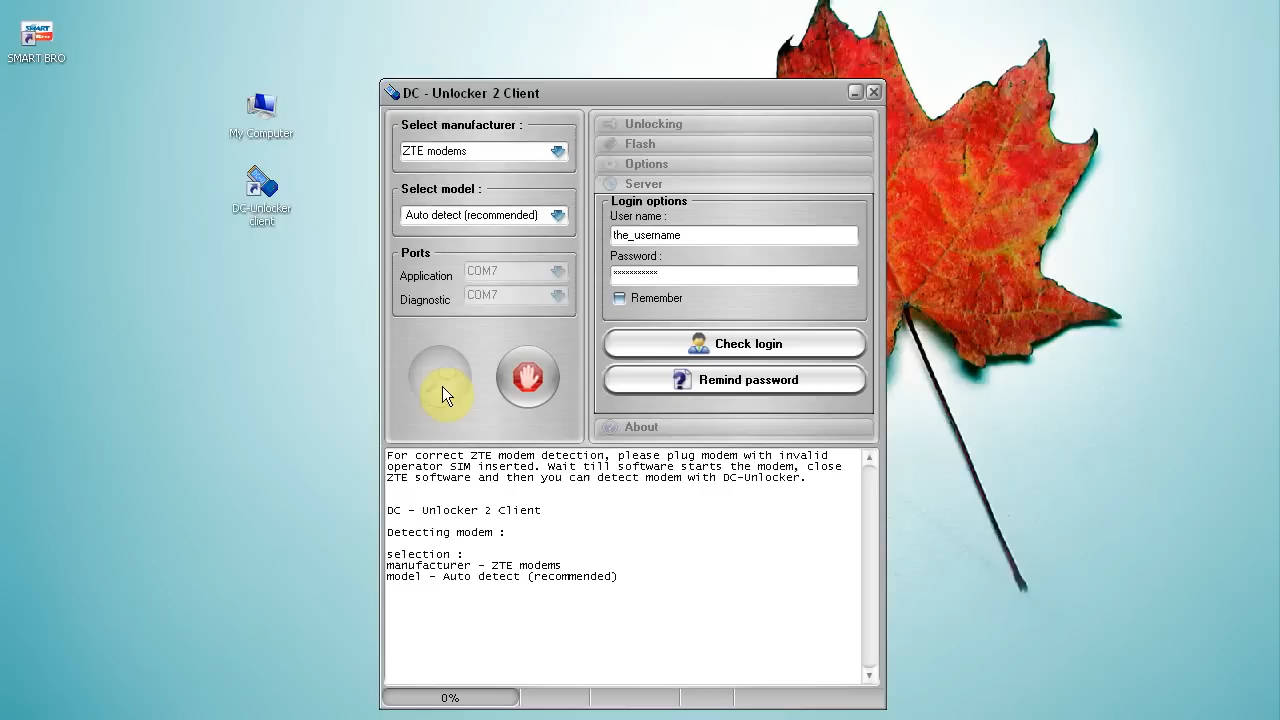 SMART
Bro
SMART BRO
My Computer
DC-Unlocker
client
DC - Unlocker 2 Client
Select manufacturer :
ZTE modems
Select model :
Auto detect (recommended)
Ports
Application
COM7
Diagnostic
COM7
Unlocking
Flash
Options
Server
Login options
User name :
the_username
Password :
xxxxxxxxxxx
Remember
Check login
Remind password
About
For correct ZTE modem detection, please plug modem with invalid
operator SIM inserted. Wait till software starts the modem, close
ZTE software and then you can detect modem with DC-Unlocker.
DC - Unlocker 2 Client
Detecting modem :
selection :
manufacturer - ZTE modems
model - Auto detect (recommended)
0%